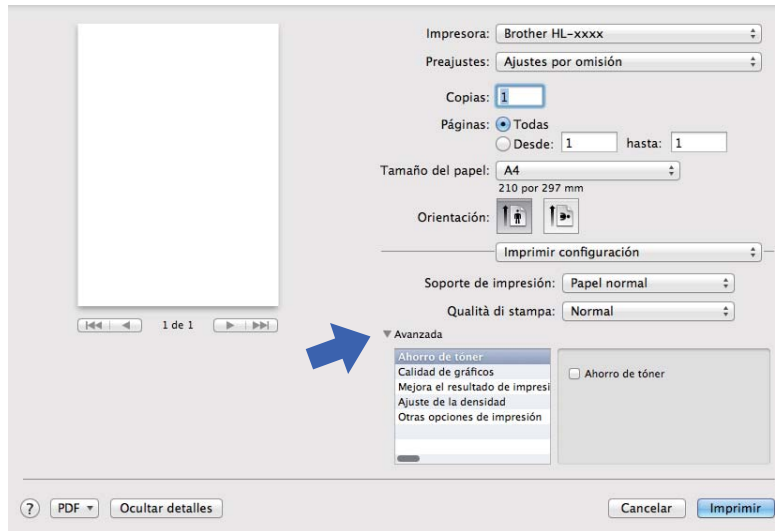 Impresora: Brother HL-xxxx
Preajustes: Ajustes por omisión
Copias: 1
Páginas: Todas
Desde: 1 hasta: 1
Tamaño del papel: A4
210 por 297 mm
Orientación:
Imprimir configuración
Soporte de impresión: Papel normal
Qualità di stampa: Normal
1 de 1
Avanzada
Ahorro de tóner
Calidad de gráficos
Mejora el resultado de impresi
Ajuste de la densidad
Otras opciones de impresión
Ahorro de tóner
? PDF Ocultar detalles Cancelar Imprimir